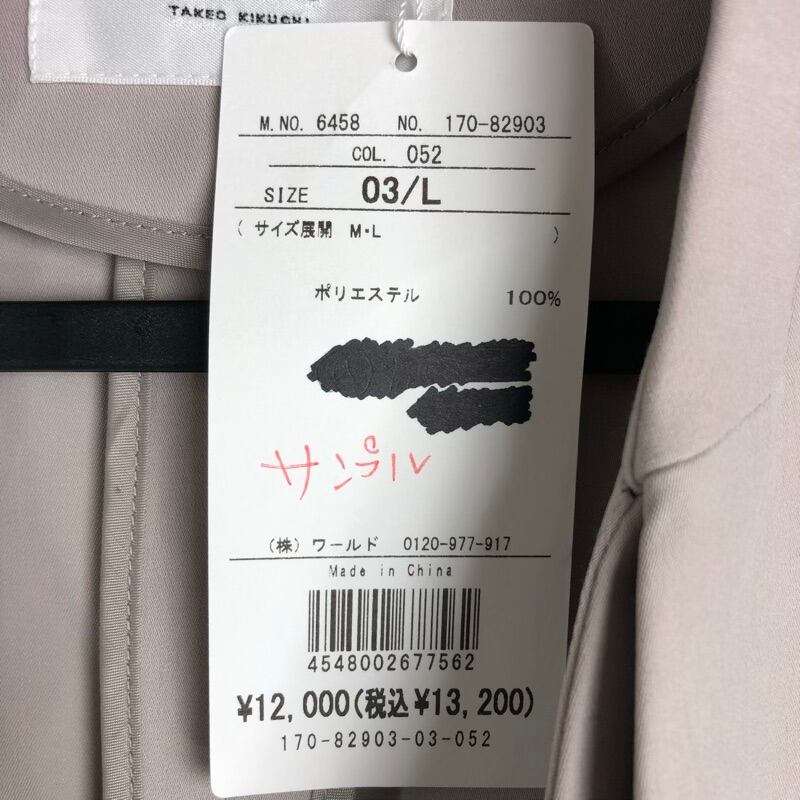 TAKEO KIKUCHI
M.NO. 6458 NO. 170-82903
COL. 052
SIZE 03/L
( サイズ展開 M・L )
ポリエステル 100%
サンプル
(株) ワールド 0120-977-917
Made in China
4548002677562
¥12,000(税込¥13,200)
170-82903-03-052